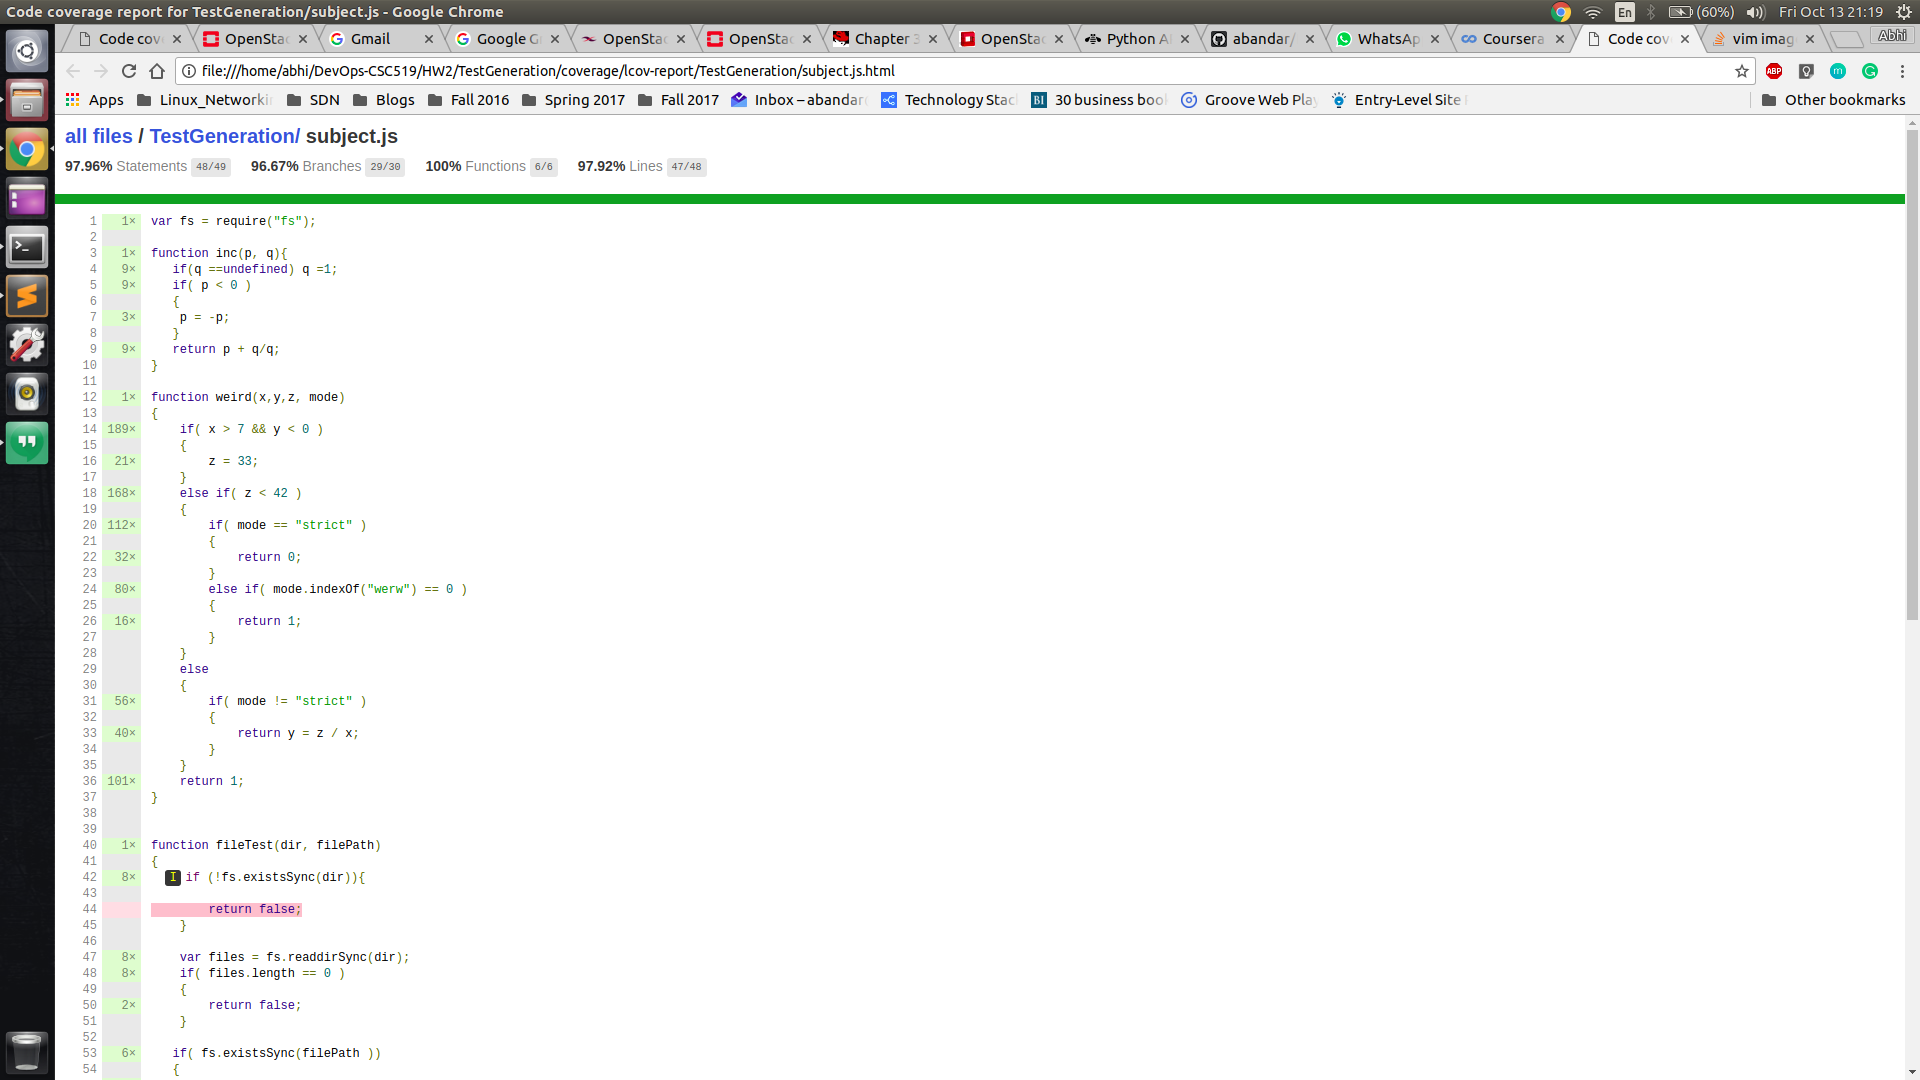 Code coverage report for TestGeneration/subject.js - Google Chrome
En (60%) Fri Oct 13 21:19
Code cov OpenStac Gmail Google G OpenStac OpenStac Chapter 3 OpenStac Python A abandar/ WhatsAp Coursera Code cov vim imag Abhi
file:///home/abhi/DevOps-CSC519/HW2/TestGeneration/coverage/lcov-report/TestGeneration/subject.js.html ABP m G
Apps Linux_Networki SDN Blogs Fall 2016 Spring 2017 Fall 2017 Inbox – abandar Technology Stac BI 30 business boo Groove Web Play Entry-Level Site Other bookmarks
all files / TestGeneration/ subject.js
97.96% Statements 48/49 96.67% Branches 29/30 100% Functions 6/6 97.92% Lines 47/48
1 1× var fs = require("fs");
2
3 1× function inc(p, q){
4 9× if(q ==undefined) q =1;
5 9× if( p < 0 )
6 {
7 3× p = -p;
8 }
9 9× return p + q/q;
10 }
11
12 1× function weird(x,y,z, mode)
13 {
14 189× if( x > 7 && y < 0 )
15 {
16 21× z = 33;
17 }
18 168× else if( z < 42 )
19 {
20 112× if( mode == "strict" )
21 {
22 32× return 0;
23 }
24 80× else if( mode.indexOf("werw") == 0 )
25 {
26 16× return 1;
27 }
28 }
29 else
30 {
31 56× if( mode != "strict" )
32 {
33 40× return y = z / x;
34 }
35 }
36 101× return 1;
37 }
38
39
40 1× function fileTest(dir, filePath)
41 {
42 8× I if (!fs.existsSync(dir)){
43
44 return false;
45 }
46
47 8× var files = fs.readdirSync(dir);
48 8× if( files.length == 0 )
49 {
50 2× return false;
51 }
52
53 6× if( fs.existsSync(filePath ))
54 {